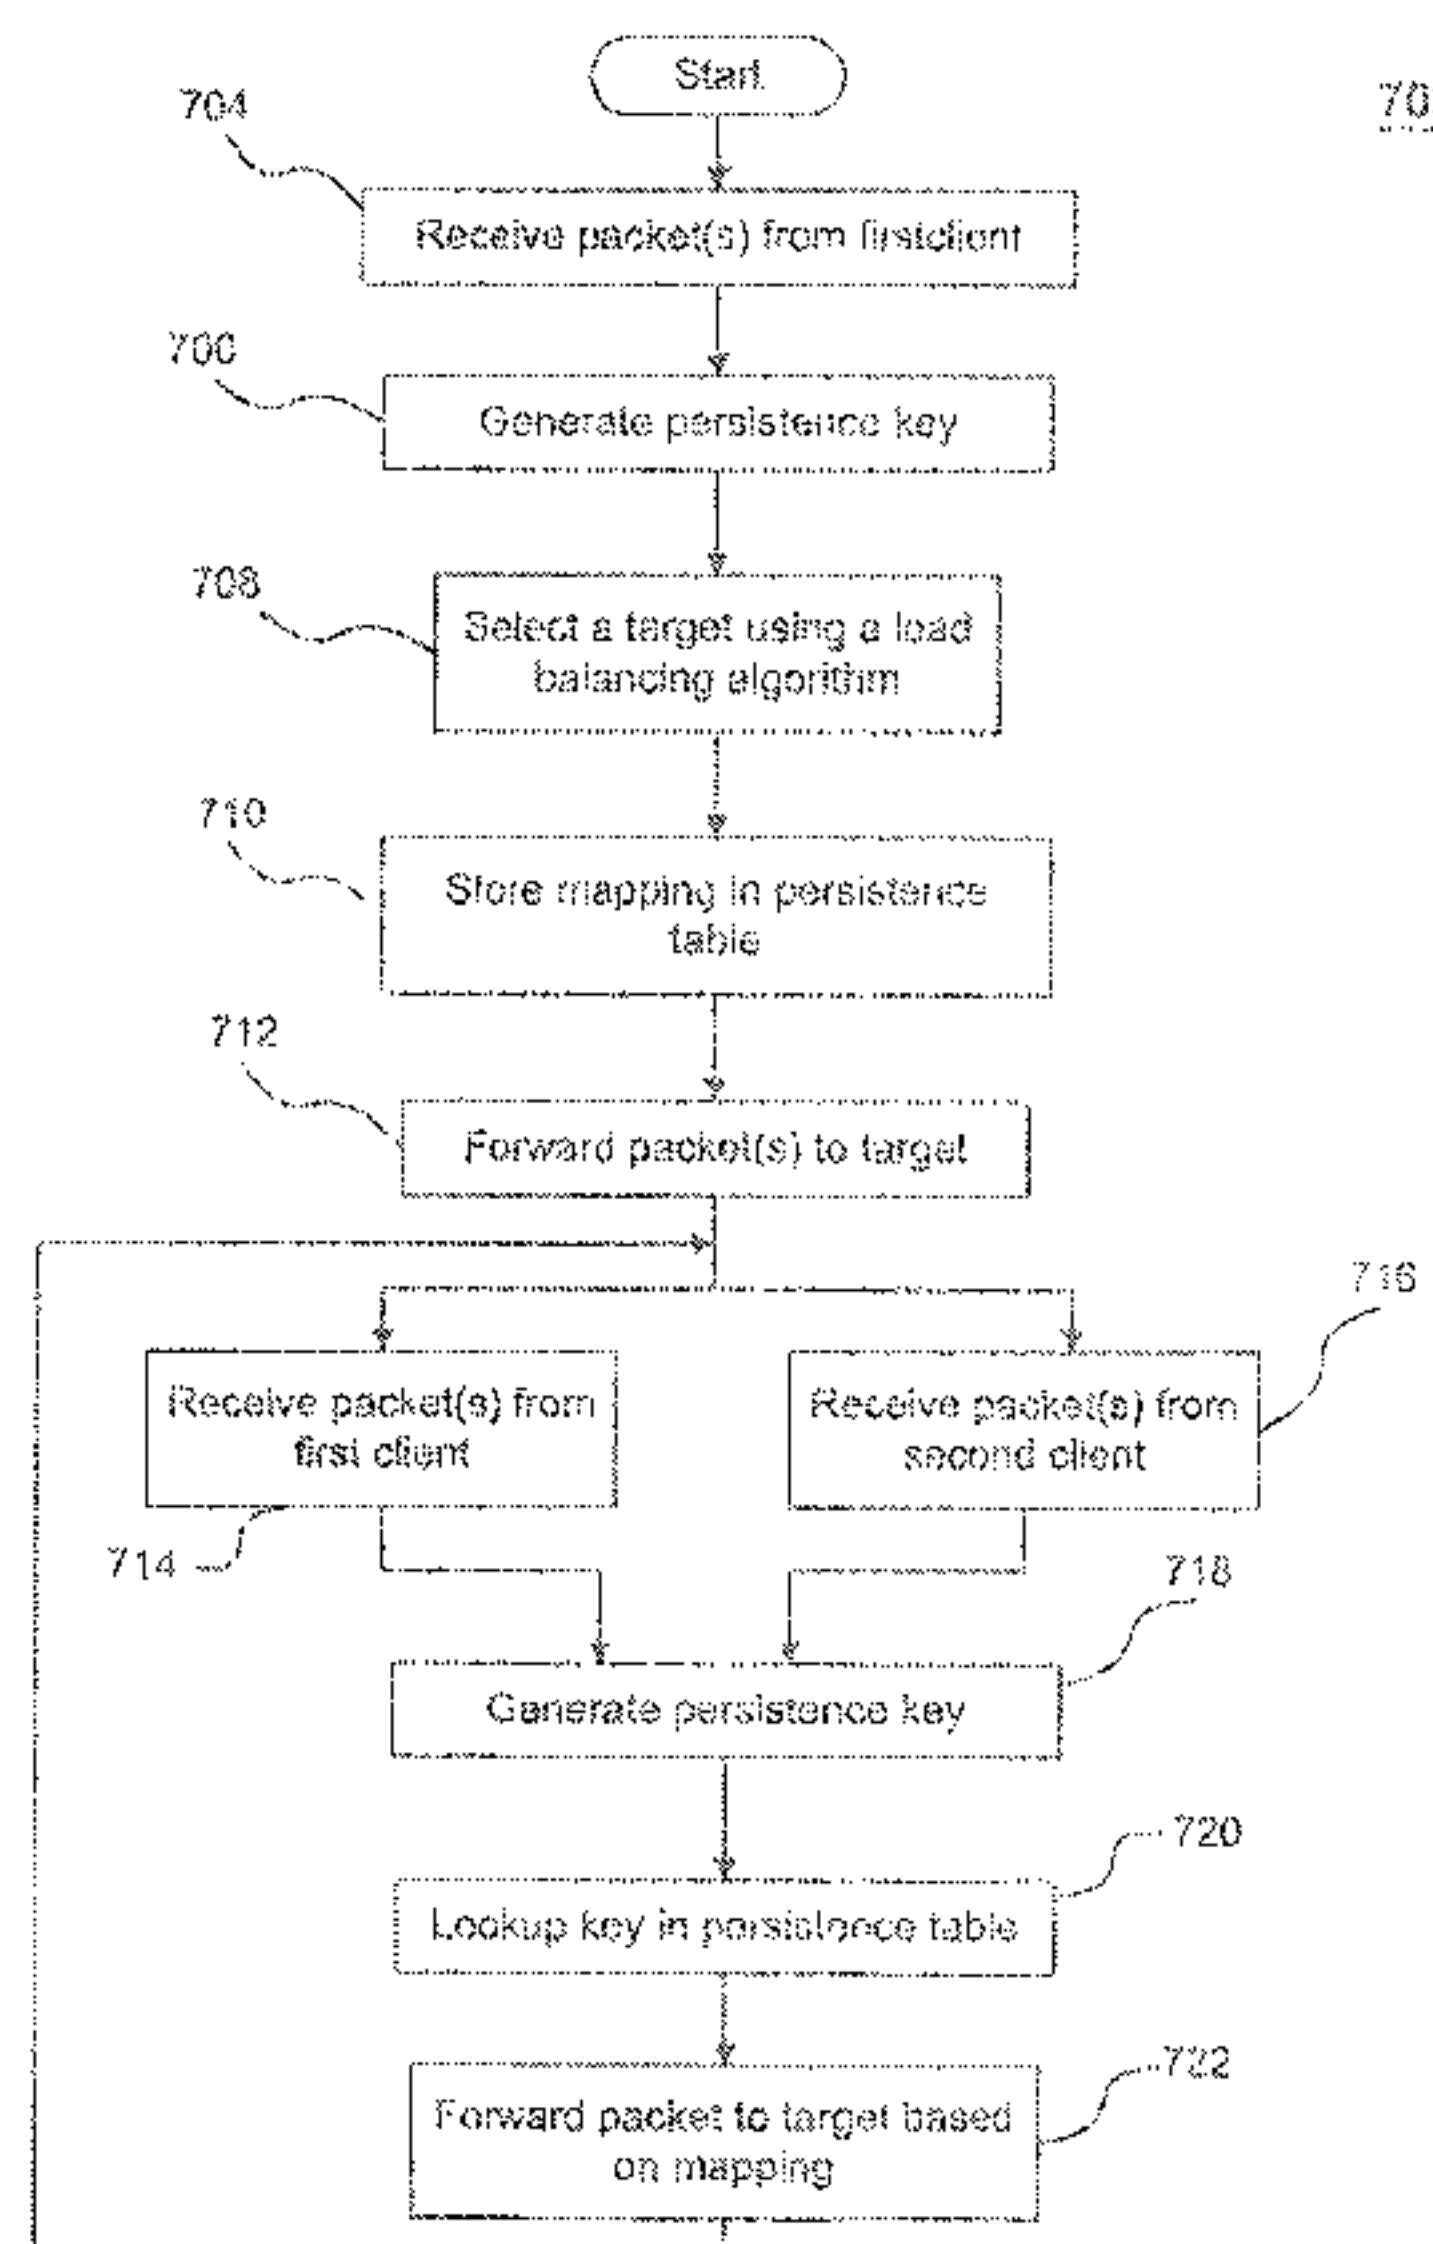 Start
704
70
Receive packet(s) from firstclient
700
Generate persistence key
708
Select a target using a load
balancing algorithm
710
Store mapping in persistence
table
712
Forward packet(s) to target
716
Receive packet(s) from
first client
Receive packet(s) from
second client
714
718
Generate persistence key
720
Lookup key in persistence table
722
Forward packet to target based
on mapping